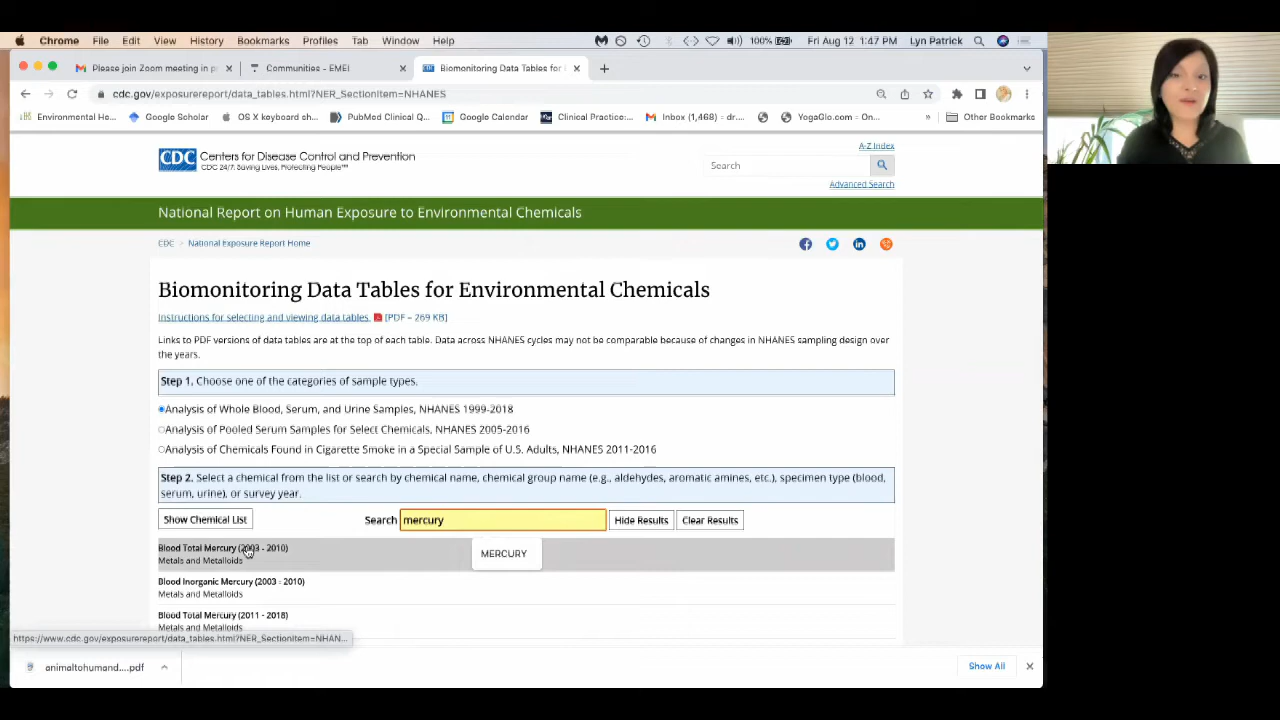 Chrome File Edit View History Bookmarks Profiles Tab Window Help 100% Fri Aug 12 1:47 PM Lyn Patrick
Please join Zoom meeting in p
Communities - EMEI
Biomonitoring Data Tables for
cdc.gov/exposurereport/data_tables.html?NER_SectionItem=NHANES
Environmental He... Google Scholar OS X keyboard ch... PubMed Clinical Q... Google Calendar Clinical Practice:... Inbox (1,468) – dr.... YogaGlo.com – On... » Other Bookmarks
A-Z Index
CDC Centers for Disease Control and Prevention
CDC 24/7: Saving Lives, Protecting People™
Search
Advanced Search
National Report on Human Exposure to Environmental Chemicals
CDC > National Exposure Report Home
Biomonitoring Data Tables for Environmental Chemicals
Instructions for selecting and viewing data tables. [PDF – 269 KB]
Links to PDF versions of data tables are at the top of each table. Data across NHANES cycles may not be comparable because of changes in NHANES sampling design over
the years.
Step 1. Choose one of the categories of sample types.
Analysis of Whole Blood, Serum, and Urine Samples, NHANES 1999-2018
Analysis of Pooled Serum Samples for Select Chemicals, NHANES 2005-2016
Analysis of Chemicals Found in Cigarette Smoke in a Special Sample of U.S. Adults, NHANES 2011-2016
Step 2. Select a chemical from the list or search by chemical name, chemical group name (e.g., aldehydes, aromatic amines, etc.), specimen type (blood,
serum, urine), or survey year.
Show Chemical List Search mercury Hide Results Clear Results
Blood Total Mercury (2003 - 2010)
Metals and Metalloids
MERCURY
Blood Inorganic Mercury (2003 - 2010)
Metals and Metalloids
Blood Total Mercury (2011 - 2018)
Metals and Metalloids
https://www.cdc.gov/exposurereport/data_tables.html?NER_SectionItem=NHAN...
animaltohumand....pdf
Show All